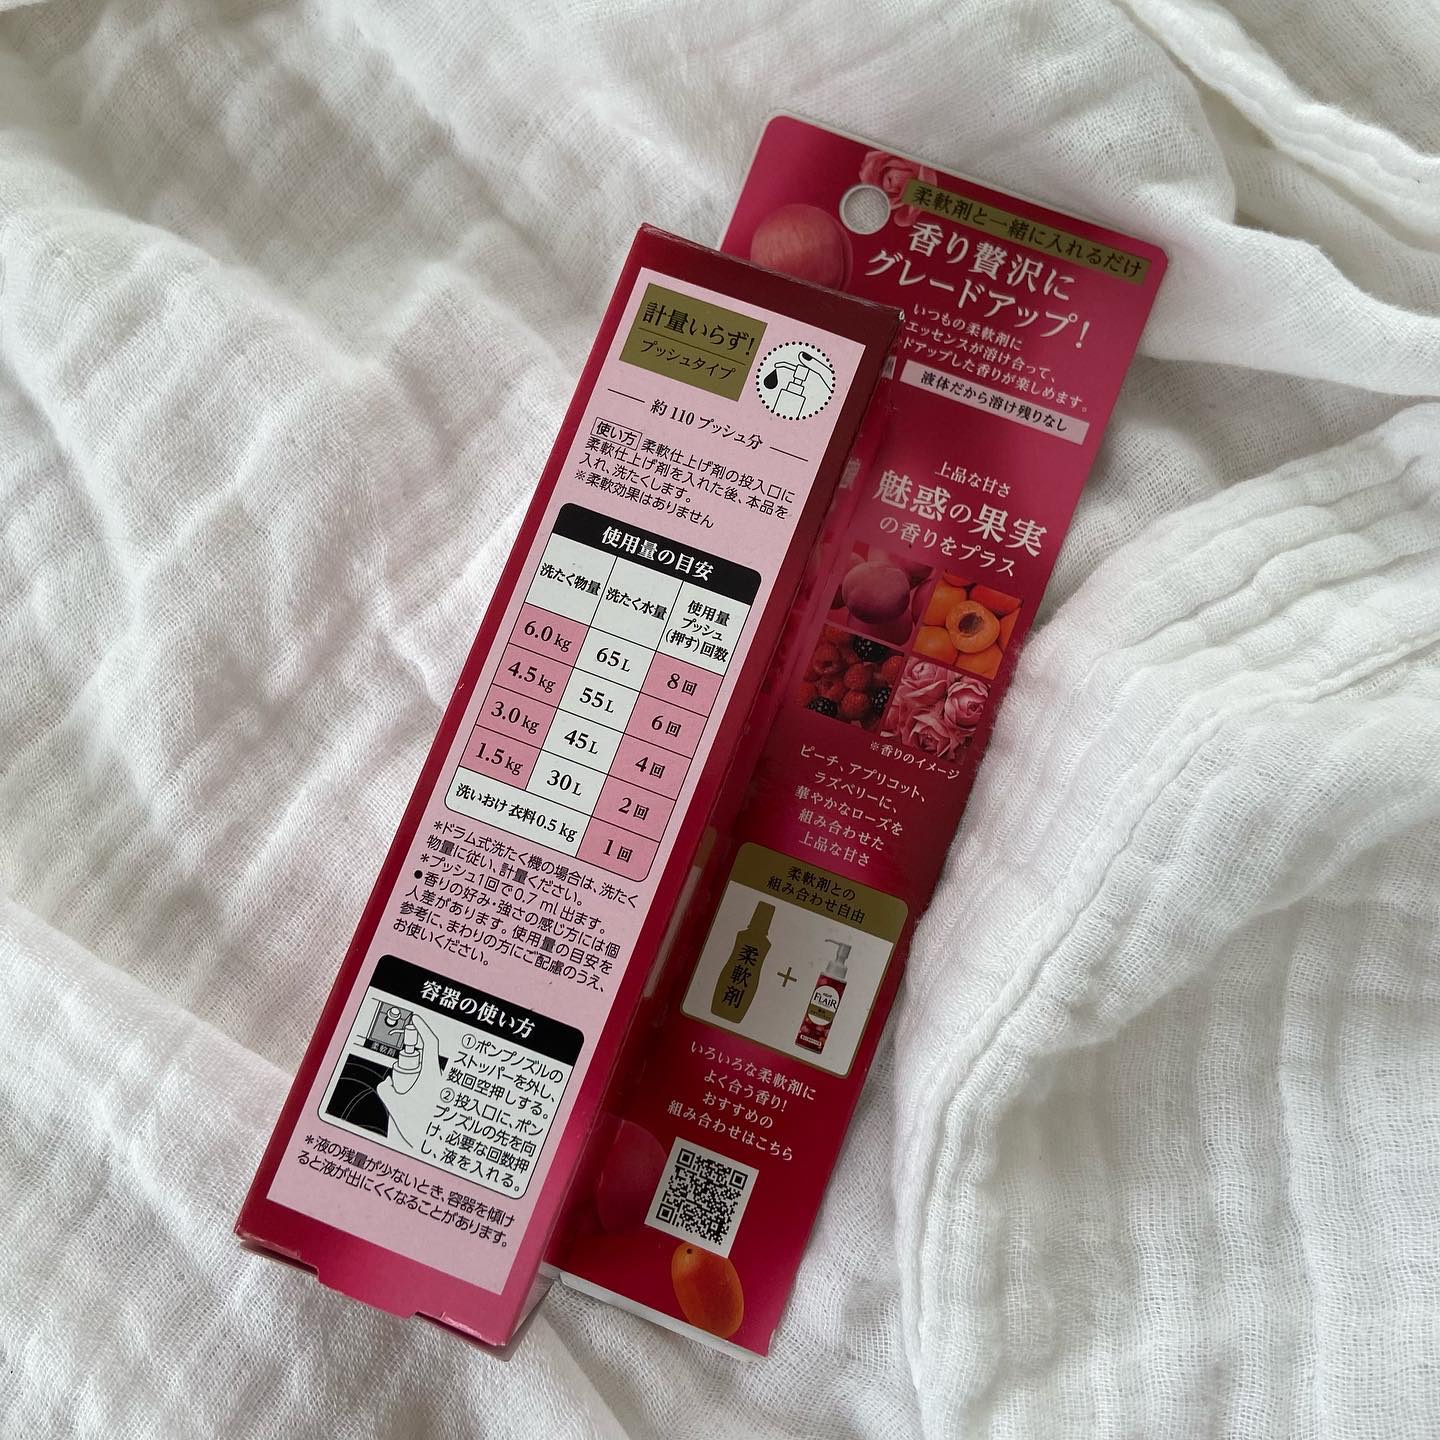 計量いらず!
プッシュタイプ
約110プッシュ分
使い方 柔軟仕上げ剤の投入口に
柔軟仕上げ剤を入れた後、本品を
入れ、洗たくします。
※柔軟効果はありません
使用量の目安
洗たく物量 洗たく水量 使用量
プッシュ
(押す)回数
6.0kg 65L 8回
4.5kg 55L 6回
3.0kg 45L 4回
1.5kg 30L 2回
洗いおけ 衣料0.5kg 1回
*ドラム式洗たく機の場合は、洗たく
物量に従い、計量ください。
*プッシュ1回で0.7ml出ます。
●香りの好み・強さの感じ方には個
人差があります。使用量の目安を
参考に、まわりの方にご配慮のうえ、
お使いください。
容器の使い方
柔軟剤
①ポンプノズルの
ストッパーを外し、
数回空押しする。
②投入口に、ポン
プノズルの先を向
け、必要な回数押
し、液を入れる。
*液の残量が少ないとき、容器を傾け
ると液が出にくくなることがあります。
柔軟剤と一緒に入れるだけ
香り贅沢に
グレードアップ!
いつもの柔軟剤に
エッセンスが溶け合って、
ドアップした香りが楽しめます。
液体だから溶け残りなし
上品な甘さ
魅惑の果実
の香りをプラス
※香りのイメージ
ピーチ、アプリコット、
ラズベリーに、
華やかなローズを
組み合わせた
上品な甘さ
柔軟剤との
組み合わせ自由
柔軟剤
+
FLAIR
いろいろな柔軟剤に
よく合う香り!
おすすめの
組み合わせはこちら